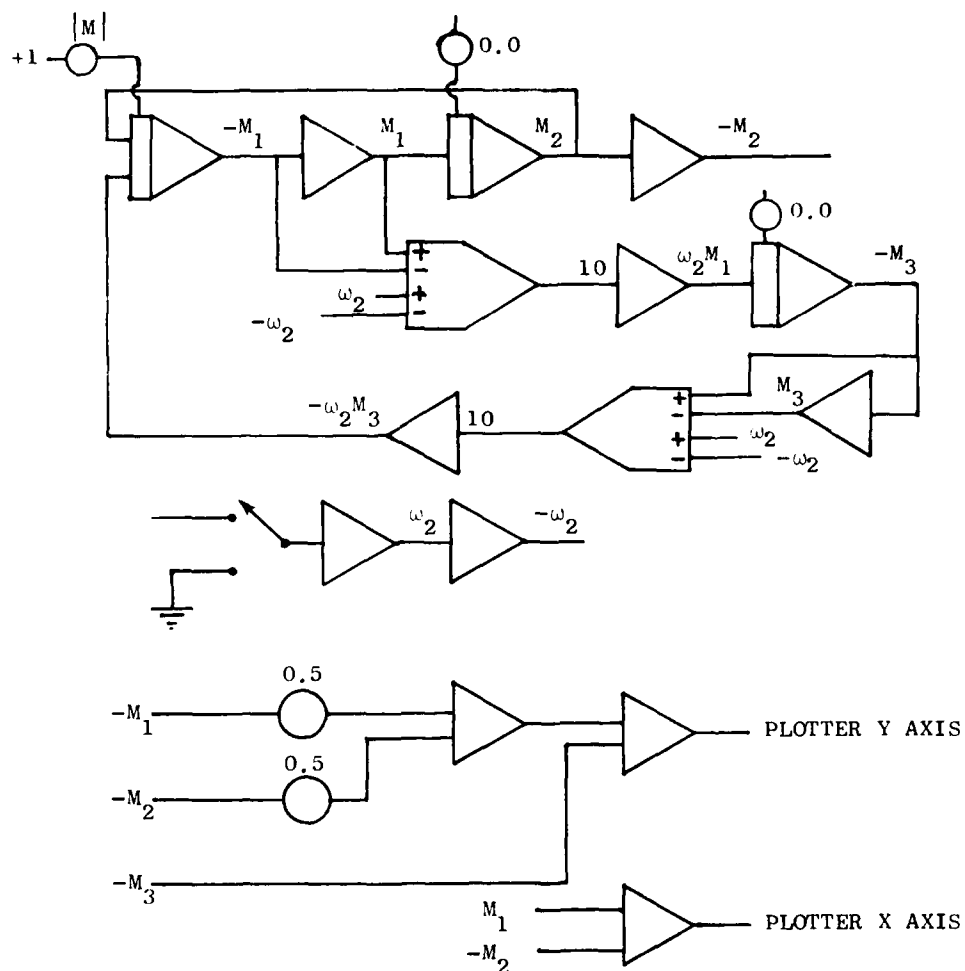 |M|
+1
0.0
-M₁
M₁
M₂
-M₂
0.0
+
-
+
-
ω₂
-ω₂
10
ω₂M₁
-M₃
-ω₂M₃
10
+
-
+
-
M₃
ω₂
-ω₂
ω₂
-ω₂
0.5
-M₁
PLOTTER Y AXIS
0.5
-M₂
-M₃
M₁
-M₂
PLOTTER X AXIS